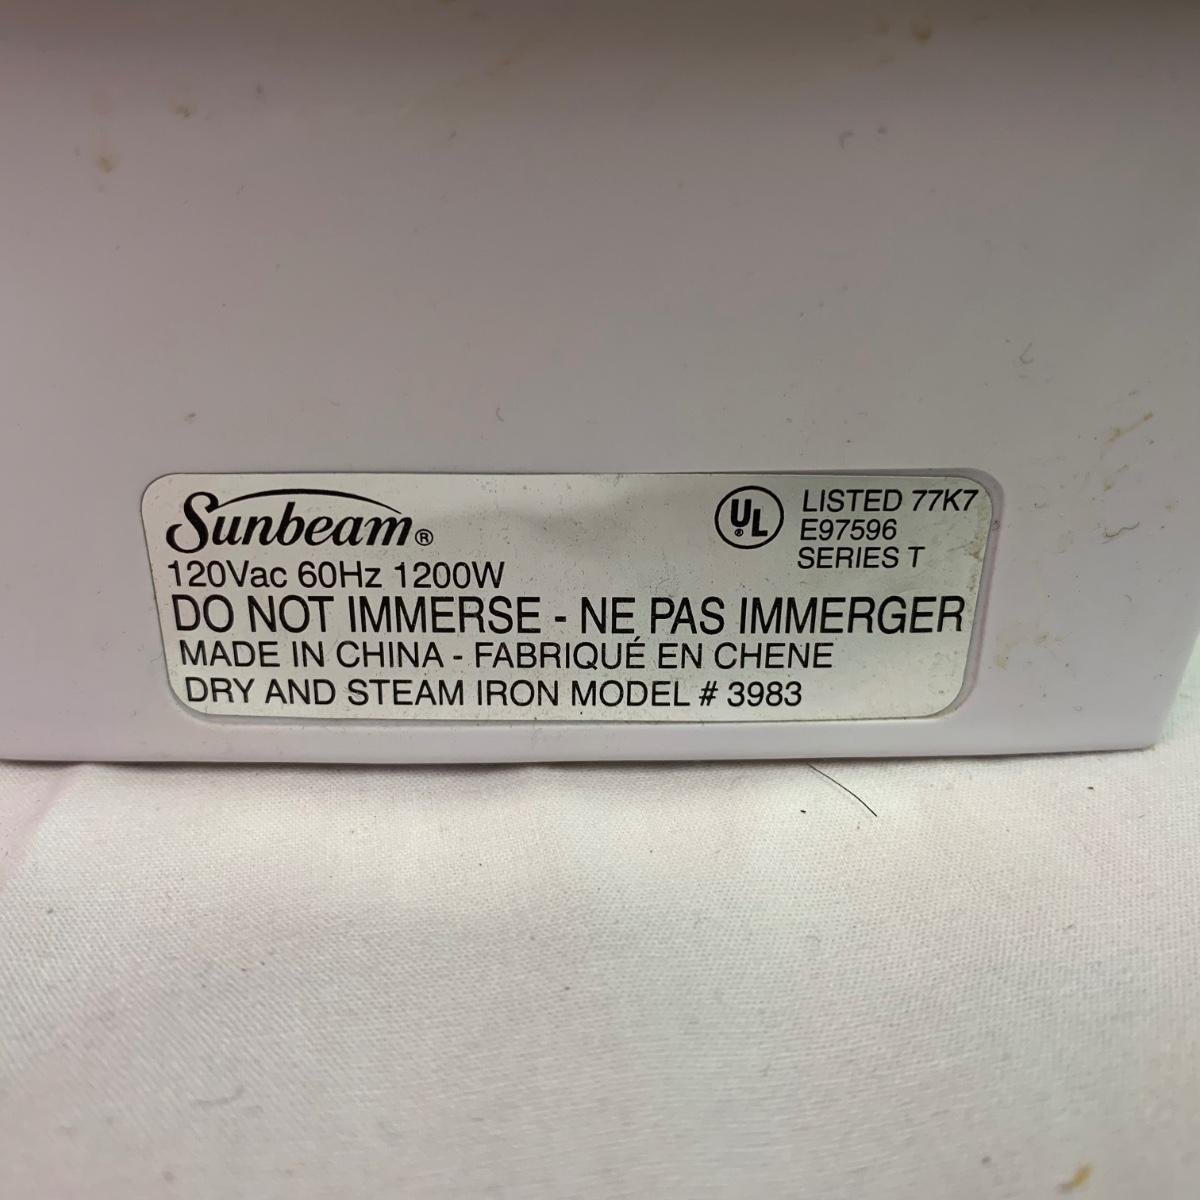 Sunbeam®
UL ® LISTED 77K7
E97596
SERIES T
120Vac 60Hz 1200W
DO NOT IMMERSE - NE PAS IMMERGER
MADE IN CHINA - FABRIQUÉ EN CHENE
DRY AND STEAM IRON MODEL # 3983